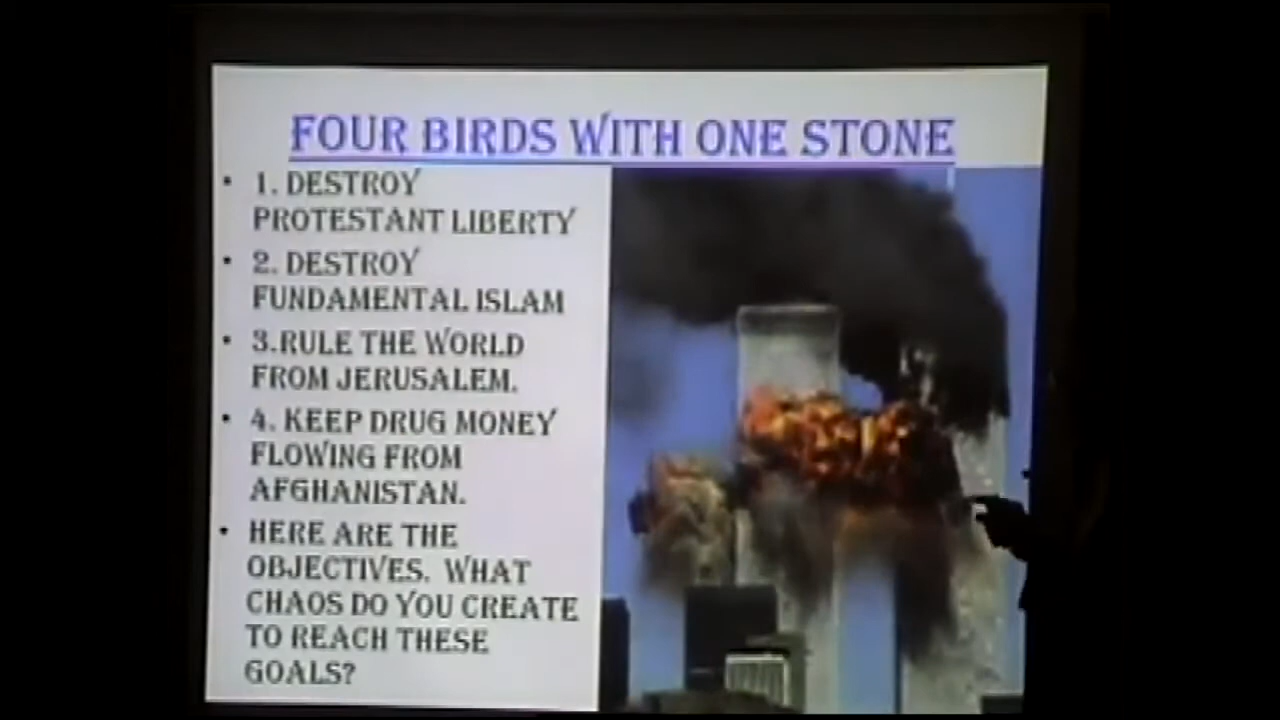 FOUR BIRDS WITH ONE STONE
• 1. DESTROY
PROTESTANT LIBERTY
• 2. DESTROY
FUNDAMENTAL ISLAM
• 3.RULE THE WORLD
FROM JERUSALEM.
• 4. KEEP DRUG MONEY
FLOWING FROM
AFGHANISTAN.
• HERE ARE THE
OBJECTIVES. WHAT
CHAOS DO YOU CREATE
TO REACH THESE
GOALS?